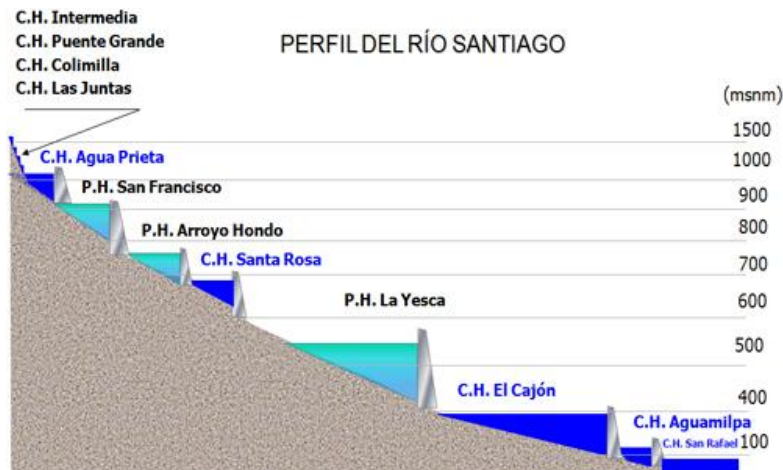 C.H. Intermedia
C.H. Puente Grande
C.H. Colimilla
C.H. Las Juntas
PERFIL DEL RÍO SANTIAGO
(msnm)
1500
C.H. Agua Prieta
1000
P.H. San Francisco
900
P.H. Arroyo Hondo
800
C.H. Santa Rosa
700
P.H. La Yesca
600
500
C.H. El Cajón
400
C.H. Aguamilpa
C.H. San Rafael
100